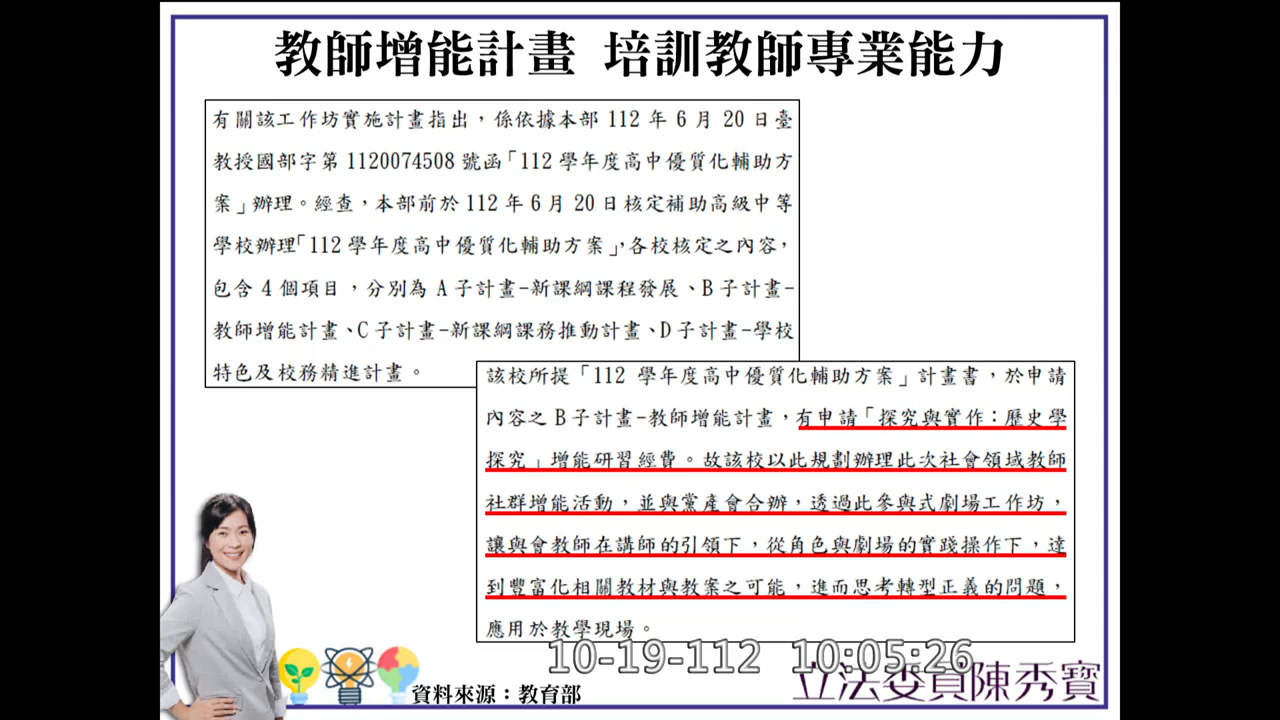 教師增能計畫 培訓教師專業能力
有關該工作坊實施計畫指出，係依據本部 112 年 6 月 20 日臺
教授國部字第 1120074508 號函「112 學年度高中優質化輔助方
案」辦理。經查，本部前於 112 年 6 月 20 日核定補助高級中等
學校辦理「112 學年度高中優質化輔助方案」，各校核定之內容，
包含 4 個項目，分別為 A 子計畫-新課綱課程發展、B 子計畫-
教師增能計畫、C 子計畫-新課綱課務推動計畫、D 子計畫-學校
特色及校務精進計畫。
該校所提「112 學年度高中優質化輔助方案」計畫書，於申請
內容之 B 子計畫-教師增能計畫，有申請「探究與實作：歷史學
探究」增能研習經費。故該校以此規劃辦理此次社會領域教師
社群增能活動，並與黨產會合辦，透過此參與式劇場工作坊，
讓與會教師在講師的引領下，從角色與劇場的實踐操作下，達
到豐富化相關教材與教案之可能，進而思考轉型正義的問題，
應用於教學現場。
10-19-112 10:05:26
資料來源：教育部
立法委員陳秀寶